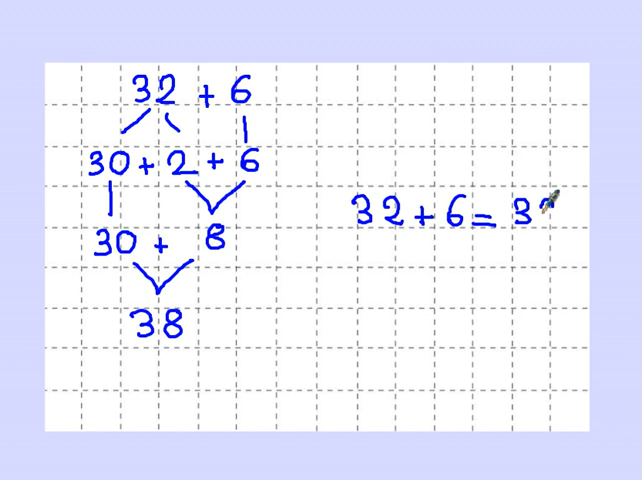 32 + 6
30 + 2 + 6
30 + 8
38
32 + 6 = 3